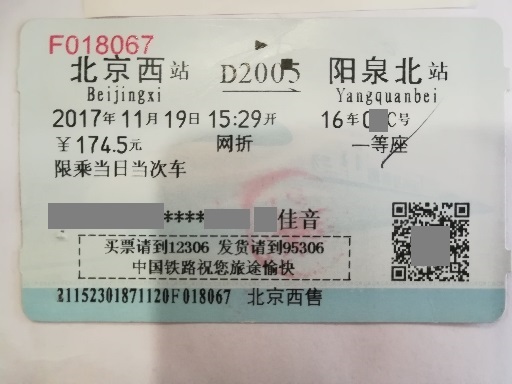 F018067
北京西站 D2005 阳泉北站
Beijingxi Yangquanbei
2017年11月19日15:29开 16车0 C号
￥174.5元 网折 一等座
限乘当日当次车
**** 佳音
买票请到12306 发货请到95306
中国铁路祝您旅途愉快
21152301871120F018067 北京西售